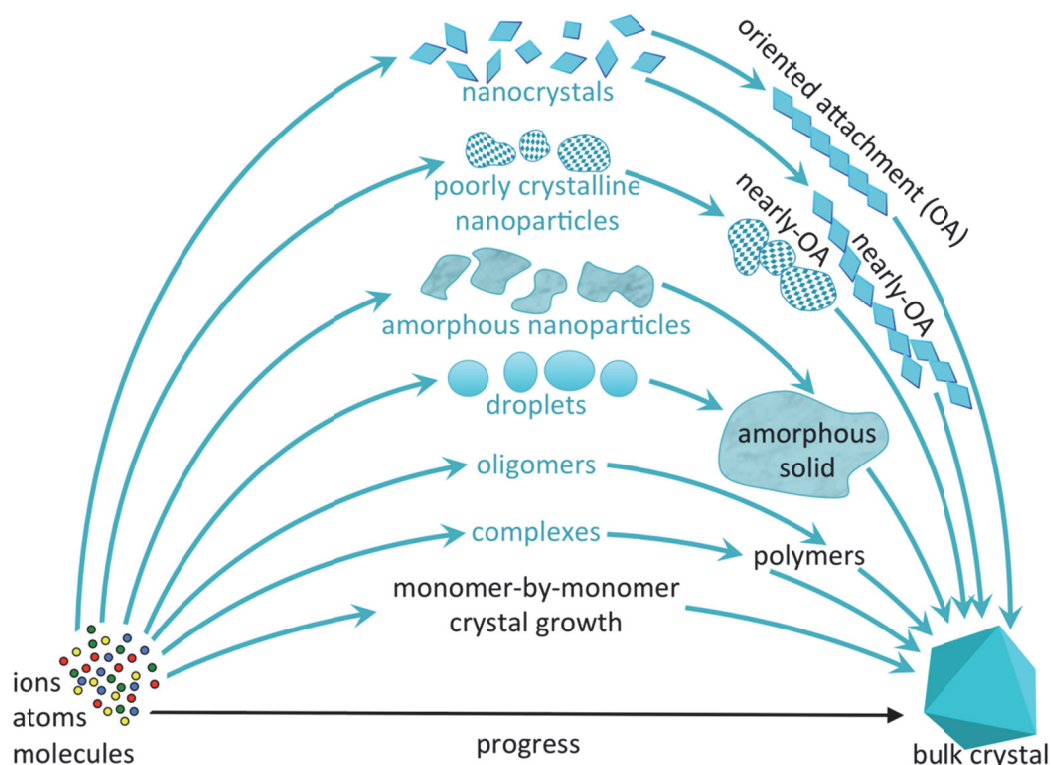 nanocrystals
oriented attachment (OA)
poorly crystalline
nanoparticles
nearly-OA
nearly-OA
amorphous nanoparticles
droplets
amorphous
solid
oligomers
complexes
polymers
monomer-by-monomer
crystal growth
ions
atoms
molecules
progress
bulk crystal